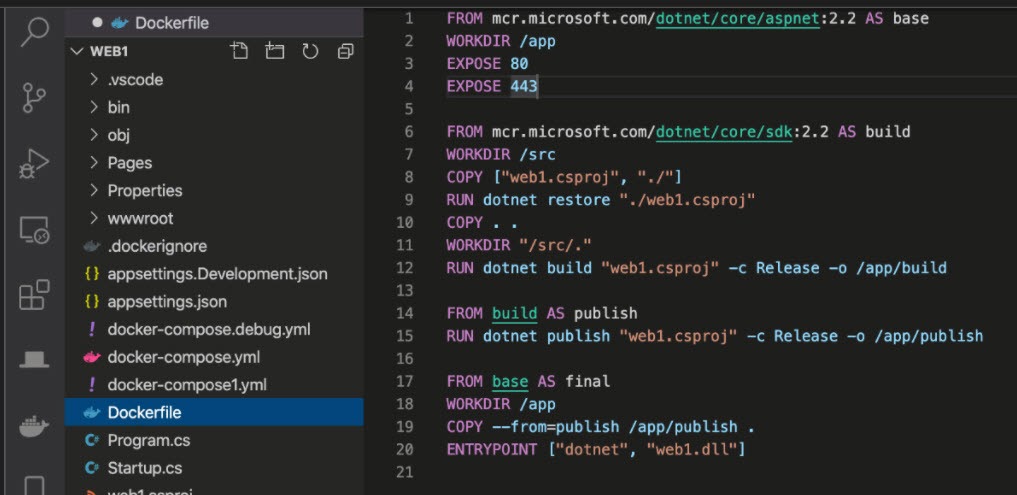 Dockerfile
WEB1
.vscode
bin
obj
Pages
Properties
wwwroot
.dockerignore
{} appsettings.Development.json
{} appsettings.json
! docker-compose.debug.yml
docker-compose.yml
! docker-compose1.yml
Dockerfile
C# Program.cs
C# Startup.cs
web1.csproj
1 FROM mcr.microsoft.com/dotnet/core/aspnet:2.2 AS base
2 WORKDIR /app
3 EXPOSE 80
4 EXPOSE 443
5
6 FROM mcr.microsoft.com/dotnet/core/sdk:2.2 AS build
7 WORKDIR /src
8 COPY ["web1.csproj", "./"]
9 RUN dotnet restore "./web1.csproj"
10 COPY . .
11 WORKDIR "/src/."
12 RUN dotnet build "web1.csproj" -c Release -o /app/build
13
14 FROM build AS publish
15 RUN dotnet publish "web1.csproj" -c Release -o /app/publish
16
17 FROM base AS final
18 WORKDIR /app
19 COPY --from=publish /app/publish .
20 ENTRYPOINT ["dotnet", "web1.dll"]
21